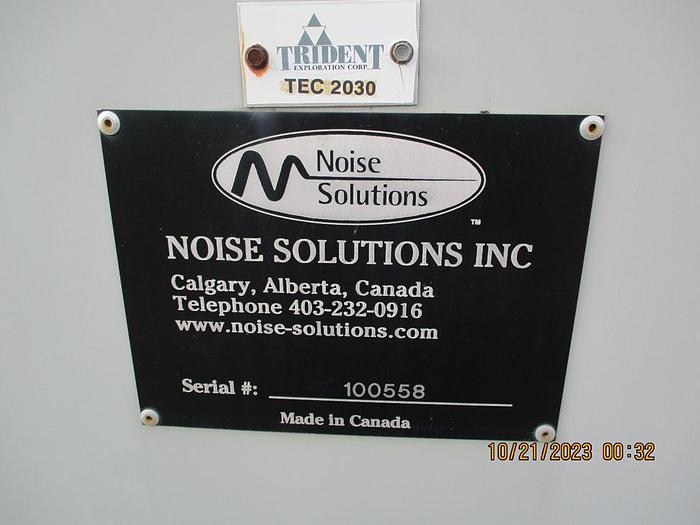 TRIDENT
EXPLORATION CORP.
TEC 2030
Noise
Solutions
™
NOISE SOLUTIONS INC
Calgary, Alberta, Canada
Telephone 403-232-0916
www.noise-solutions.com
Serial #: 100558
Made in Canada
10/21/2023 00:32